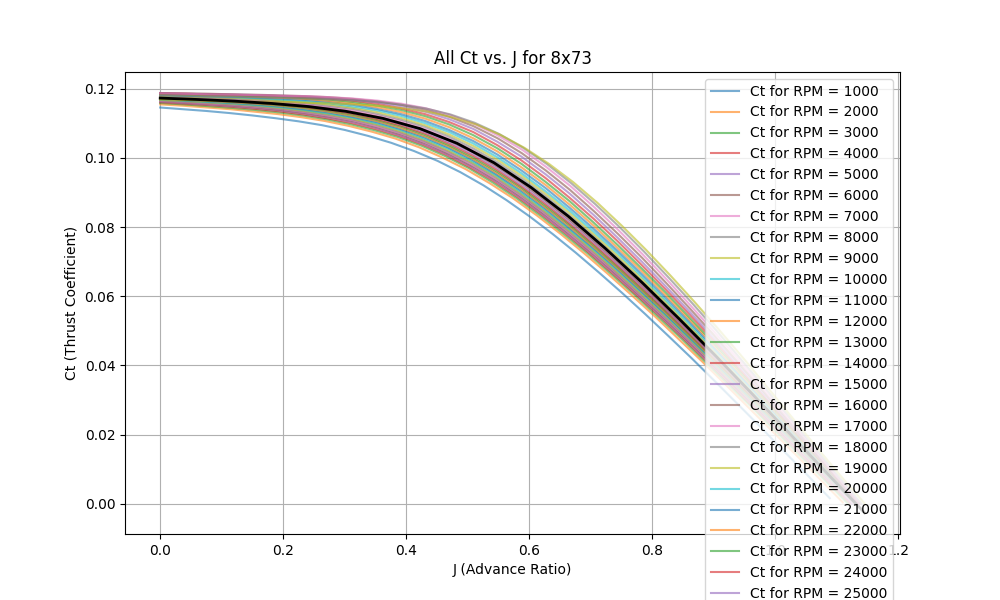 All Ct vs. J for 8x73
Ct (Thrust Coefficient)
0.12
0.10
0.08
0.06
0.04
0.02
0.00
0.0
0.2
0.4
0.6
0.8
1.0
1.2
J (Advance Ratio)
Ct for RPM = 1000
Ct for RPM = 2000
Ct for RPM = 3000
Ct for RPM = 4000
Ct for RPM = 5000
Ct for RPM = 6000
Ct for RPM = 7000
Ct for RPM = 8000
Ct for RPM = 9000
Ct for RPM = 10000
Ct for RPM = 11000
Ct for RPM = 12000
Ct for RPM = 13000
Ct for RPM = 14000
Ct for RPM = 15000
Ct for RPM = 16000
Ct for RPM = 17000
Ct for RPM = 18000
Ct for RPM = 19000
Ct for RPM = 20000
Ct for RPM = 21000
Ct for RPM = 22000
Ct for RPM = 23000
Ct for RPM = 24000
Ct for RPM = 25000